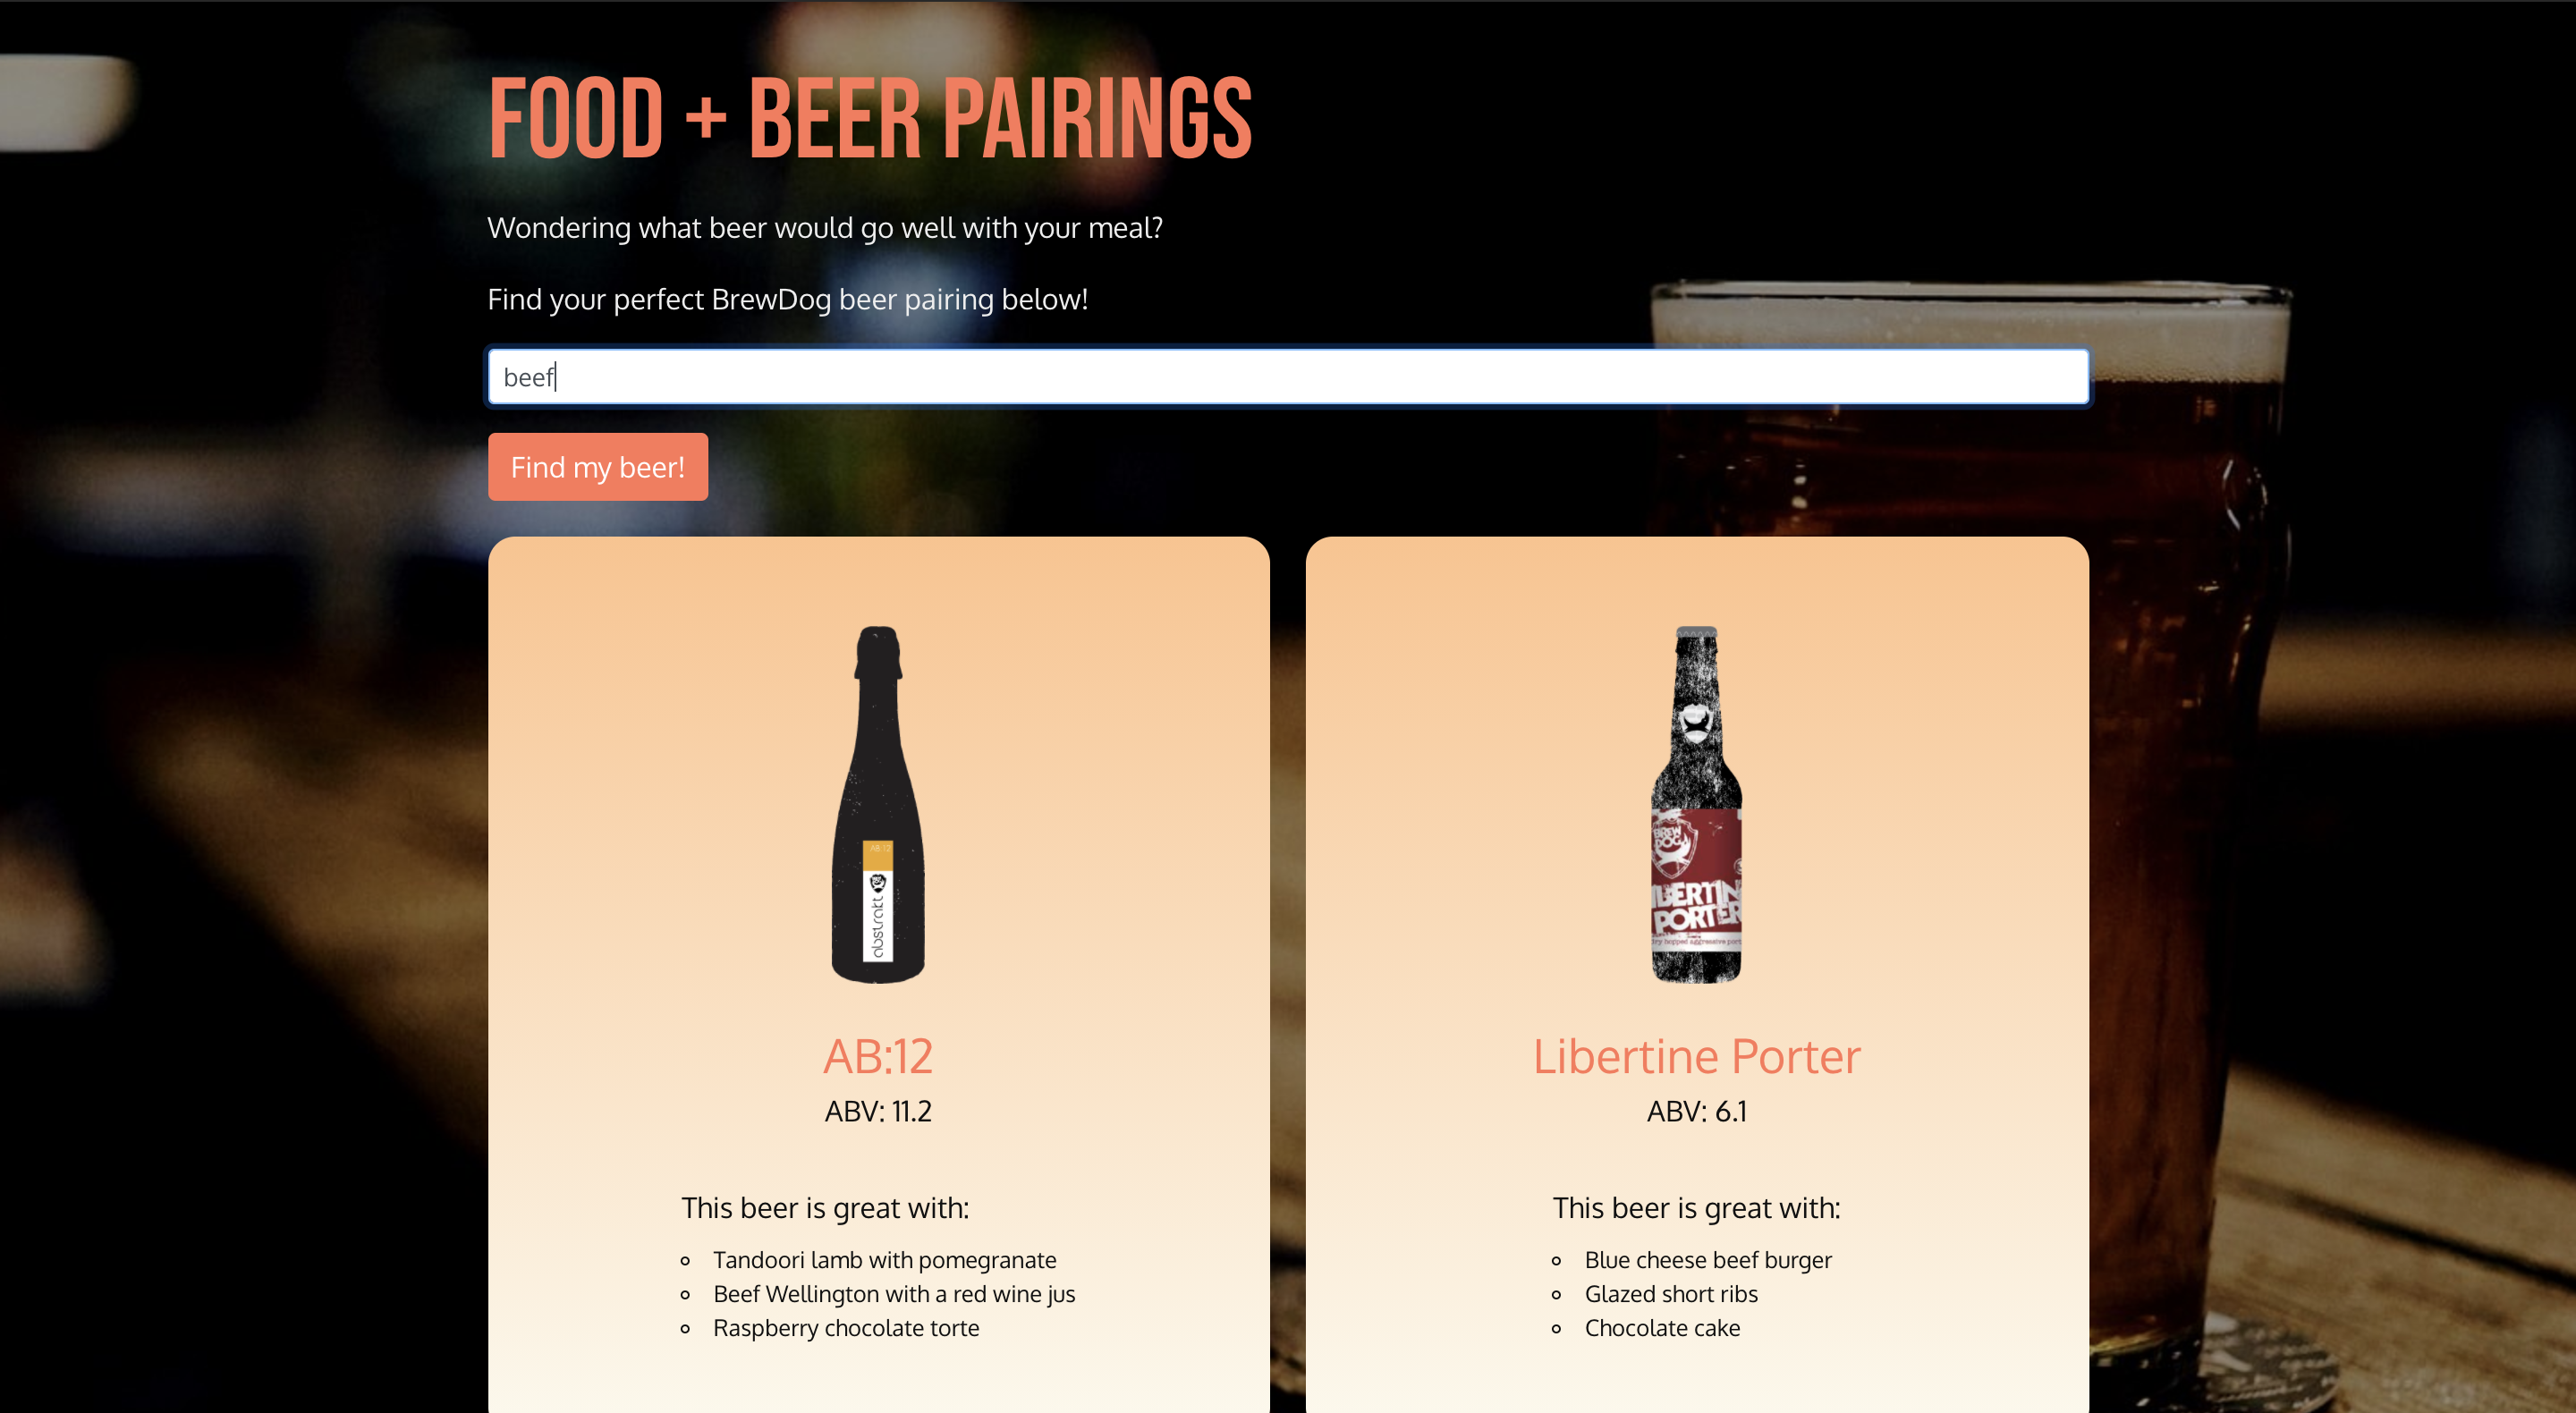 FOOD + BEER PAIRINGS
Wondering what beer would go well with your meal?
Find your perfect BrewDog beer pairing below!
beef
Find my beer!
AB:12
abstrakt
BREW
DOG
LIBERTIN
PORTER
dry hopped aggressive port
AB:12
ABV: 11.2
This beer is great with:
Tandoori lamb with pomegranate
Beef Wellington with a red wine jus
Raspberry chocolate torte
Libertine Porter
ABV: 6.1
This beer is great with:
Blue cheese beef burger
Glazed short ribs
Chocolate cake